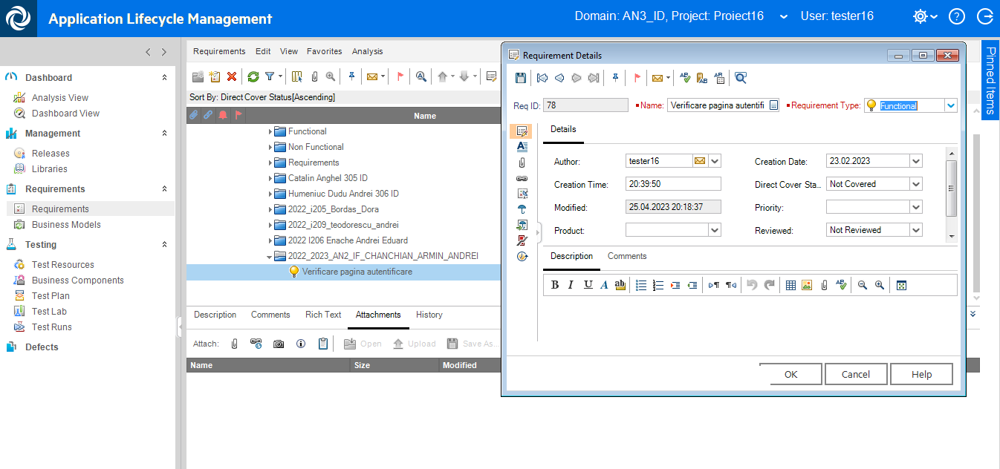 Application Lifecycle Management
Domain: AN3_ID, Project: Proiect16
User: tester16
Pinned Items
Dashboard
Analysis View
Dashboard View
Management
Releases
Libraries
Requirements
Requirements
Business Models
Testing
Test Resources
Business Components
Test Plan
Test Lab
Test Runs
Defects
Requirements Edit View Favorites Analysis
Sort By: Direct Cover Status[Ascending]
Name
Functional
Non Functional
Requirements
Catalin Anghel 305 ID
Humeniuc Dudu Andrei 306 ID
2022_i205_Bordas_Dora
2022_i209_teodorescu_andrei
2022 I206 Enache Andrei Eduard
2022_2023_AN2_IF_CHANCHIAN_ARMIN_ANDREI
Verificare pagina autentificare
Description Comments Rich Text Attachments History
Attach: Open Upload Save As...
Name Size Modified
Requirement Details
Req ID: 78 Name: Verificare pagina autentifi Requirement Type: Functional
Details
Author: tester16 Creation Date: 23.02.2023
Creation Time: 20:39:50 Direct Cover Sta... Not Covered
Modified: 25.04.2023 20:18:37 Priority:
Product: Reviewed: Not Reviewed
Description Comments
B I U A ab
OK Cancel Help